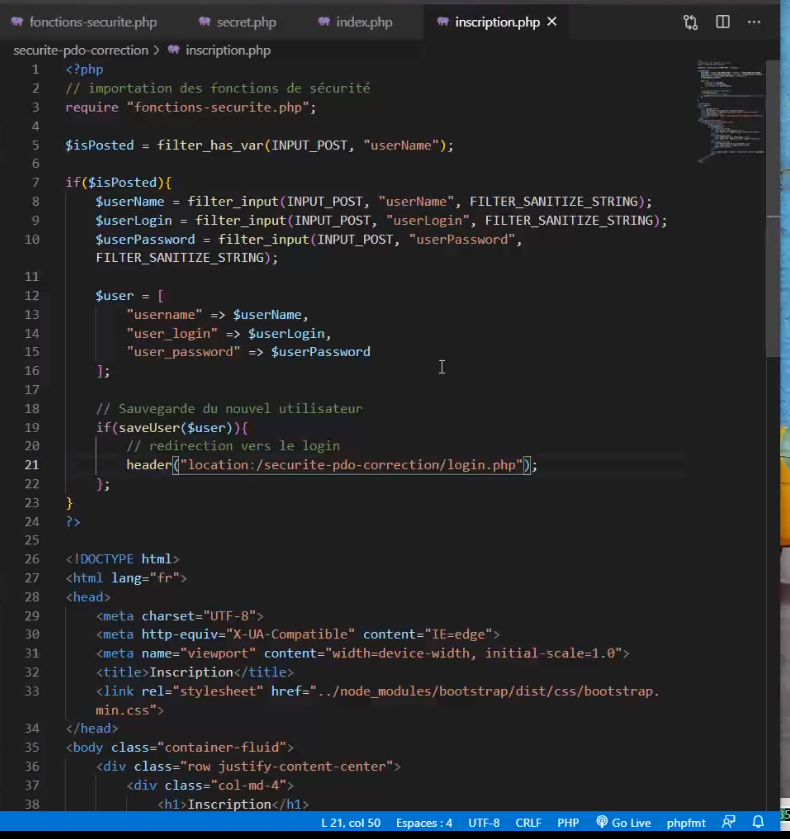 fonctions-securite.php secret.php index.php inscription.php ×
securite-pdo-correction > inscription.php
1 <?php
2 // importation des fonctions de sécurité
3 require "fonctions-securite.php";
4
5 $isPosted = filter_has_var(INPUT_POST, "userName");
6
7 if($isPosted){
8 $userName = filter_input(INPUT_POST, "userName", FILTER_SANITIZE_STRING);
9 $userLogin = filter_input(INPUT_POST, "userLogin", FILTER_SANITIZE_STRING);
10 $userPassword = filter_input(INPUT_POST, "userPassword",
FILTER_SANITIZE_STRING);
11
12 $user = [
13 "username" => $userName,
14 "user_login" => $userLogin,
15 "user_password" => $userPassword
16 ];
17
18 // Sauvegarde du nouvel utilisateur
19 if(saveUser($user)){
20 // redirection vers le login
21 header("location:/securite-pdo-correction/login.php");
22 };
23 }
24 ?>
25
26 <!DOCTYPE html>
27 <html lang="fr">
28 <head>
29 <meta charset="UTF-8">
30 <meta http-equiv="X-UA-Compatible" content="IE=edge">
31 <meta name="viewport" content="width=device-width, initial-scale=1.0">
32 <title>Inscription</title>
33 <link rel="stylesheet" href="../node_modules/bootstrap/dist/css/bootstrap.
min.css">
34 </head>
35 <body class="container-fluid">
36 <div class="row justify-content-center">
37 <div class="col-md-4">
38 <h1>Inscription</h1>
L 21, col 50 Espaces : 4 UTF-8 CRLF PHP Go Live phpfmt